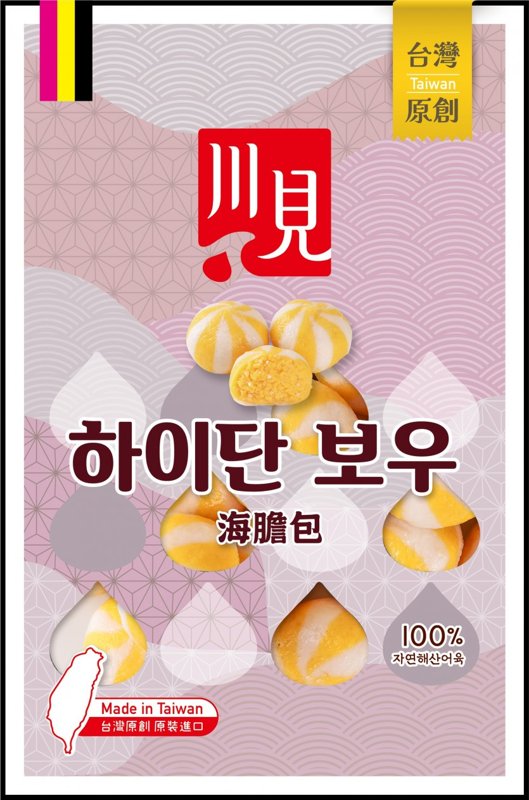 台灣
Taiwan
原創
川見
하이단 보우
海膽包
100%
자연해산어육
Made in Taiwan
台灣原創 原裝進口